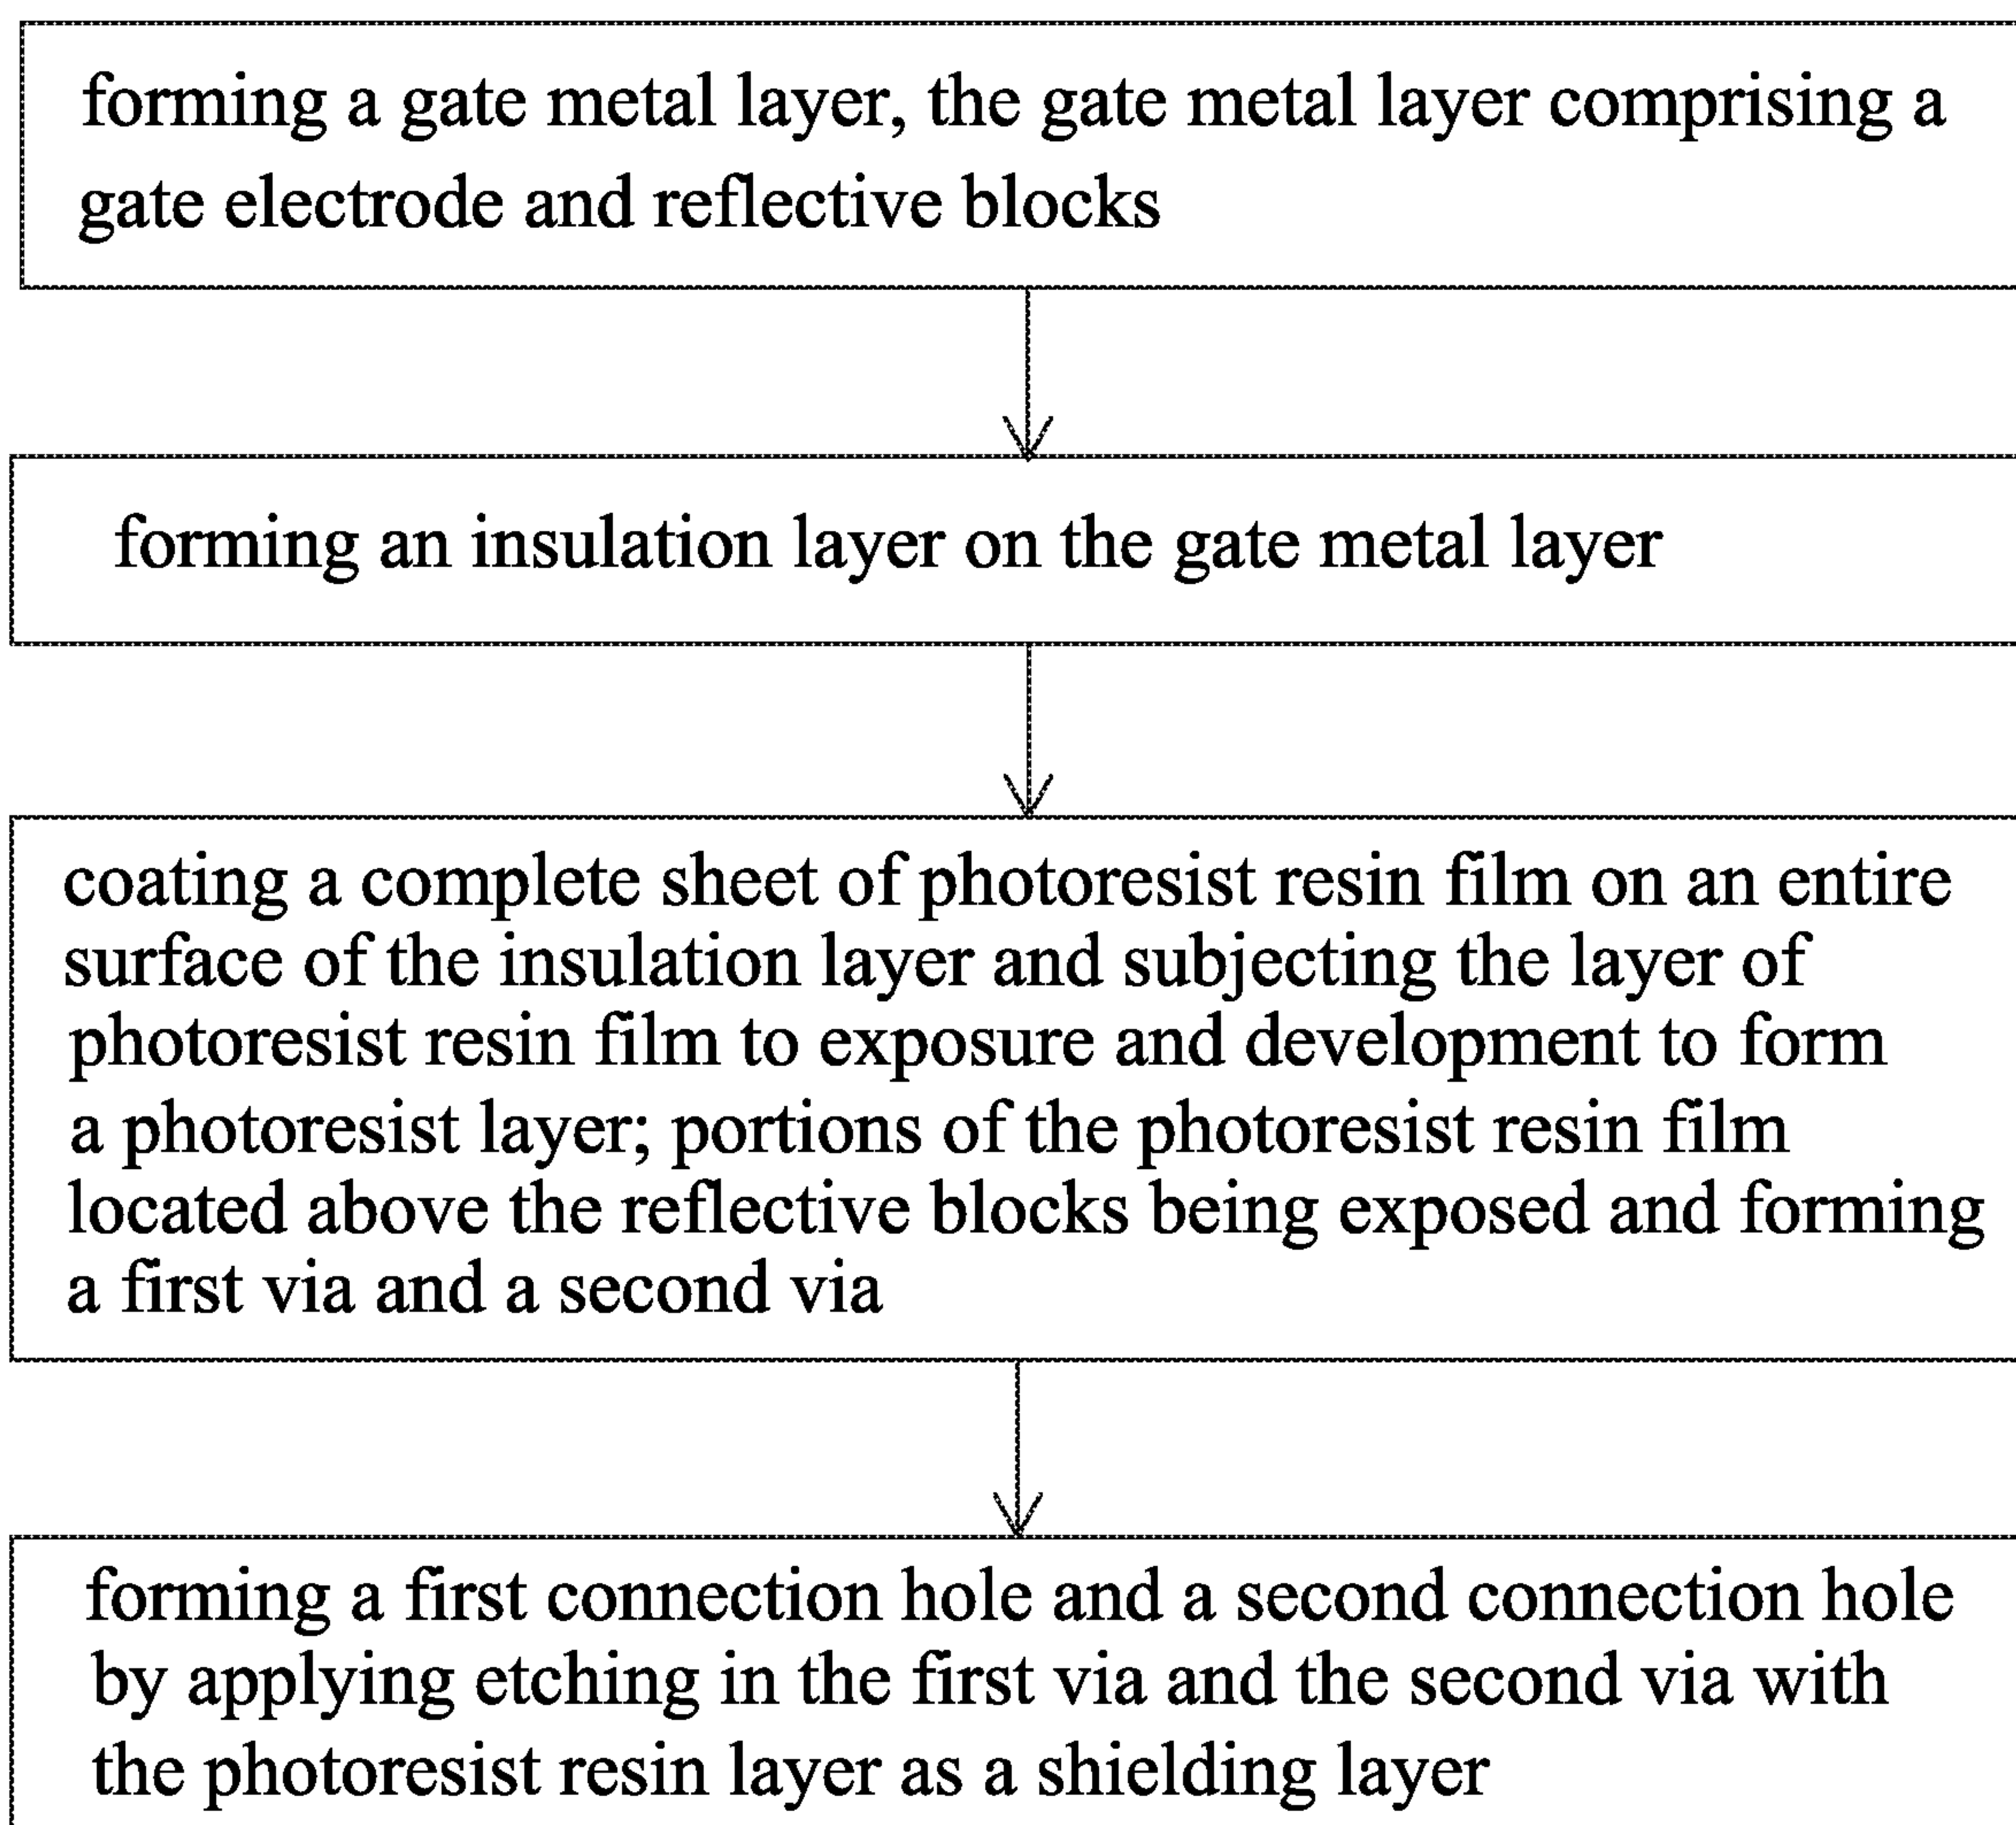 forming a gate metal layer, the gate metal layer comprising a
gate electrode and reflective blocks
forming an insulation layer on the gate metal layer
coating a complete sheet of photoresist resin film on an entire
surface of the insulation layer and subjecting the layer of
photoresist resin film to exposure and development to form
a photoresist layer; portions of the photoresist resin film
located above the reflective blocks being exposed and forming
a first via and a second via
forming a first connection hole and a second connection hole
by applying etching in the first via and the second via with
the photoresist resin layer as a shielding layer